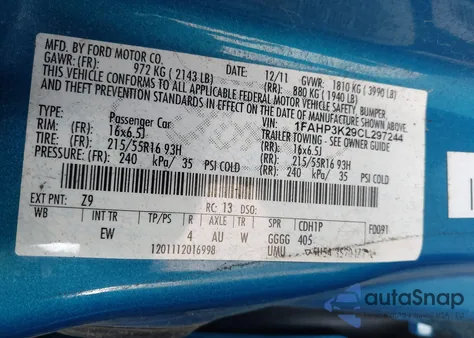 MFD. BY FORD MOTOR CO.
DATE: 12/11 GVWR: 1810 KG ( 3990 LB)
GAWR: (FR): 972 KG ( 2143 LB) (RR): 880 KG ( 1940 LB)
THIS VEHICLE CONFORMS TO ALL APPLICABLE FEDERAL MOTOR VEHICLE SAFETY, BUMPER,
AND THEFT PREVENTION STANDARDS IN EFFECT ON THE DATE OF MANUFACTURE SHOWN ABOVE.
VIN: 1FAHP3K29CL297244
TYPE: Passenger Car TRAILER TOWING - SEE OWNER GUIDE
RIM: 16x6.5J 16x6.5J
TIRE: (FR): 215/55R16 93H (RR): 215/55R16 93H
PRESSURE: (FR): 240 kPa/ 35 PSI COLD (RR): 240 kPa/ 35 PSI COLD
EXT PNT: Z9 RC: 13 DSO: F0091
WB INT TR TP/PS R AXLE TR SPR CDH1P
EW 4 AU W GGGG 405
1201112016998 UMU
autoSnap